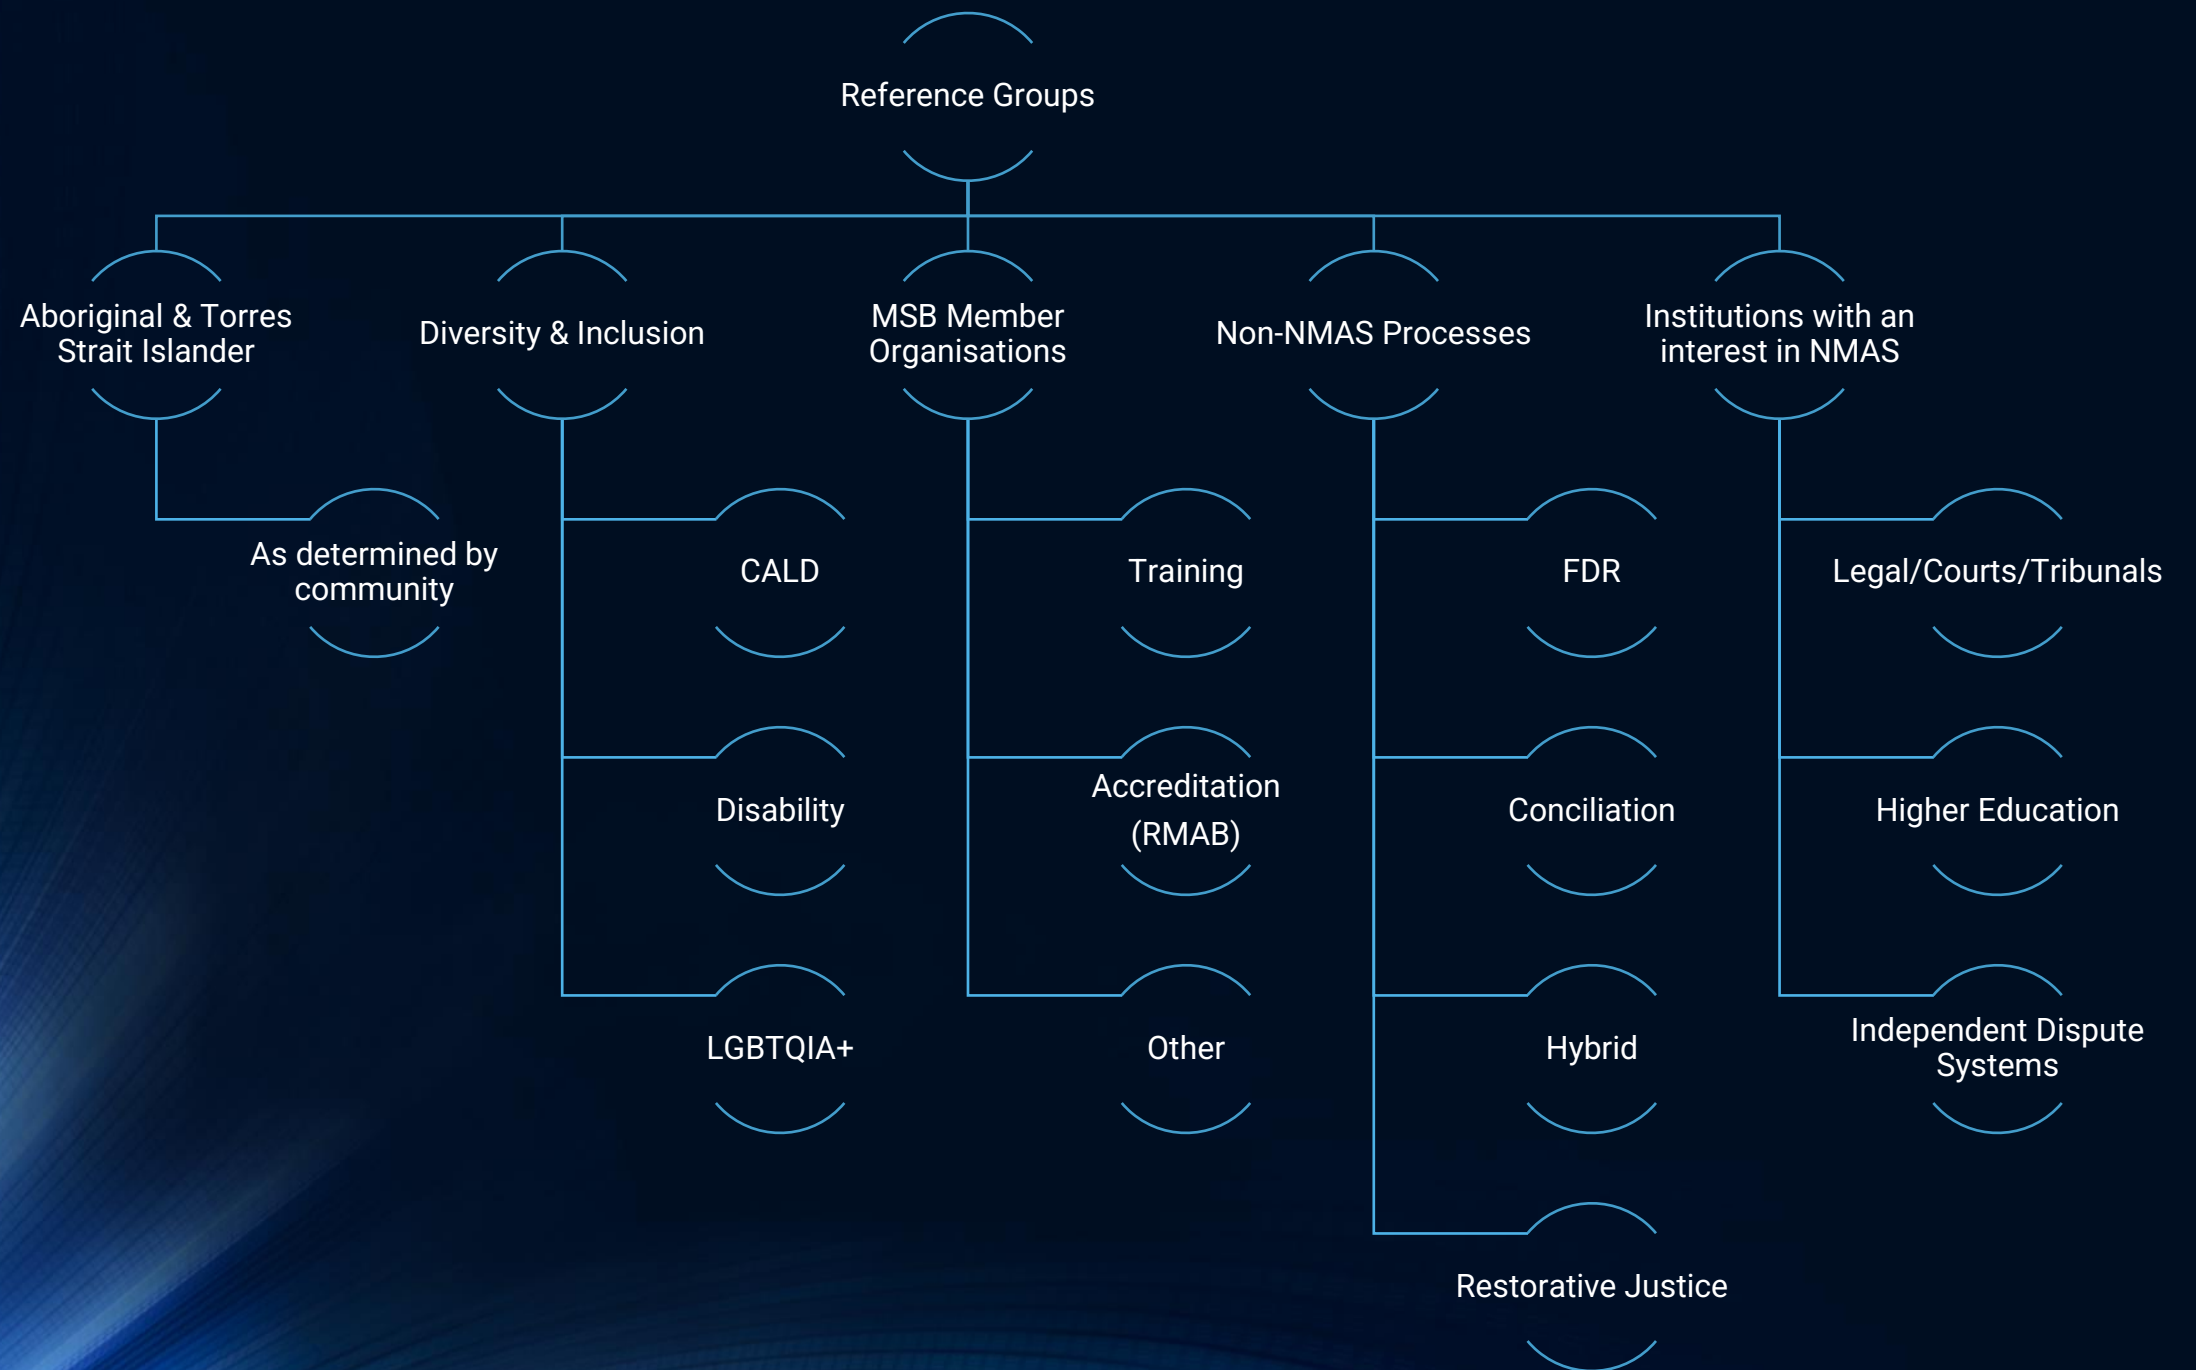 Reference Groups
Aboriginal & Torres
Strait Islander
Diversity & Inclusion
MSB Member
Organisations
Non-NMAS Processes
Institutions with an
interest in NMAS
As determined by
community
CALD
Training
FDR
Legal/Courts/Tribunals
Disability
Accreditation
(RMAB)
Conciliation
Higher Education
LGBTQIA+
Other
Hybrid
Independent Dispute
Systems
Restorative Justice